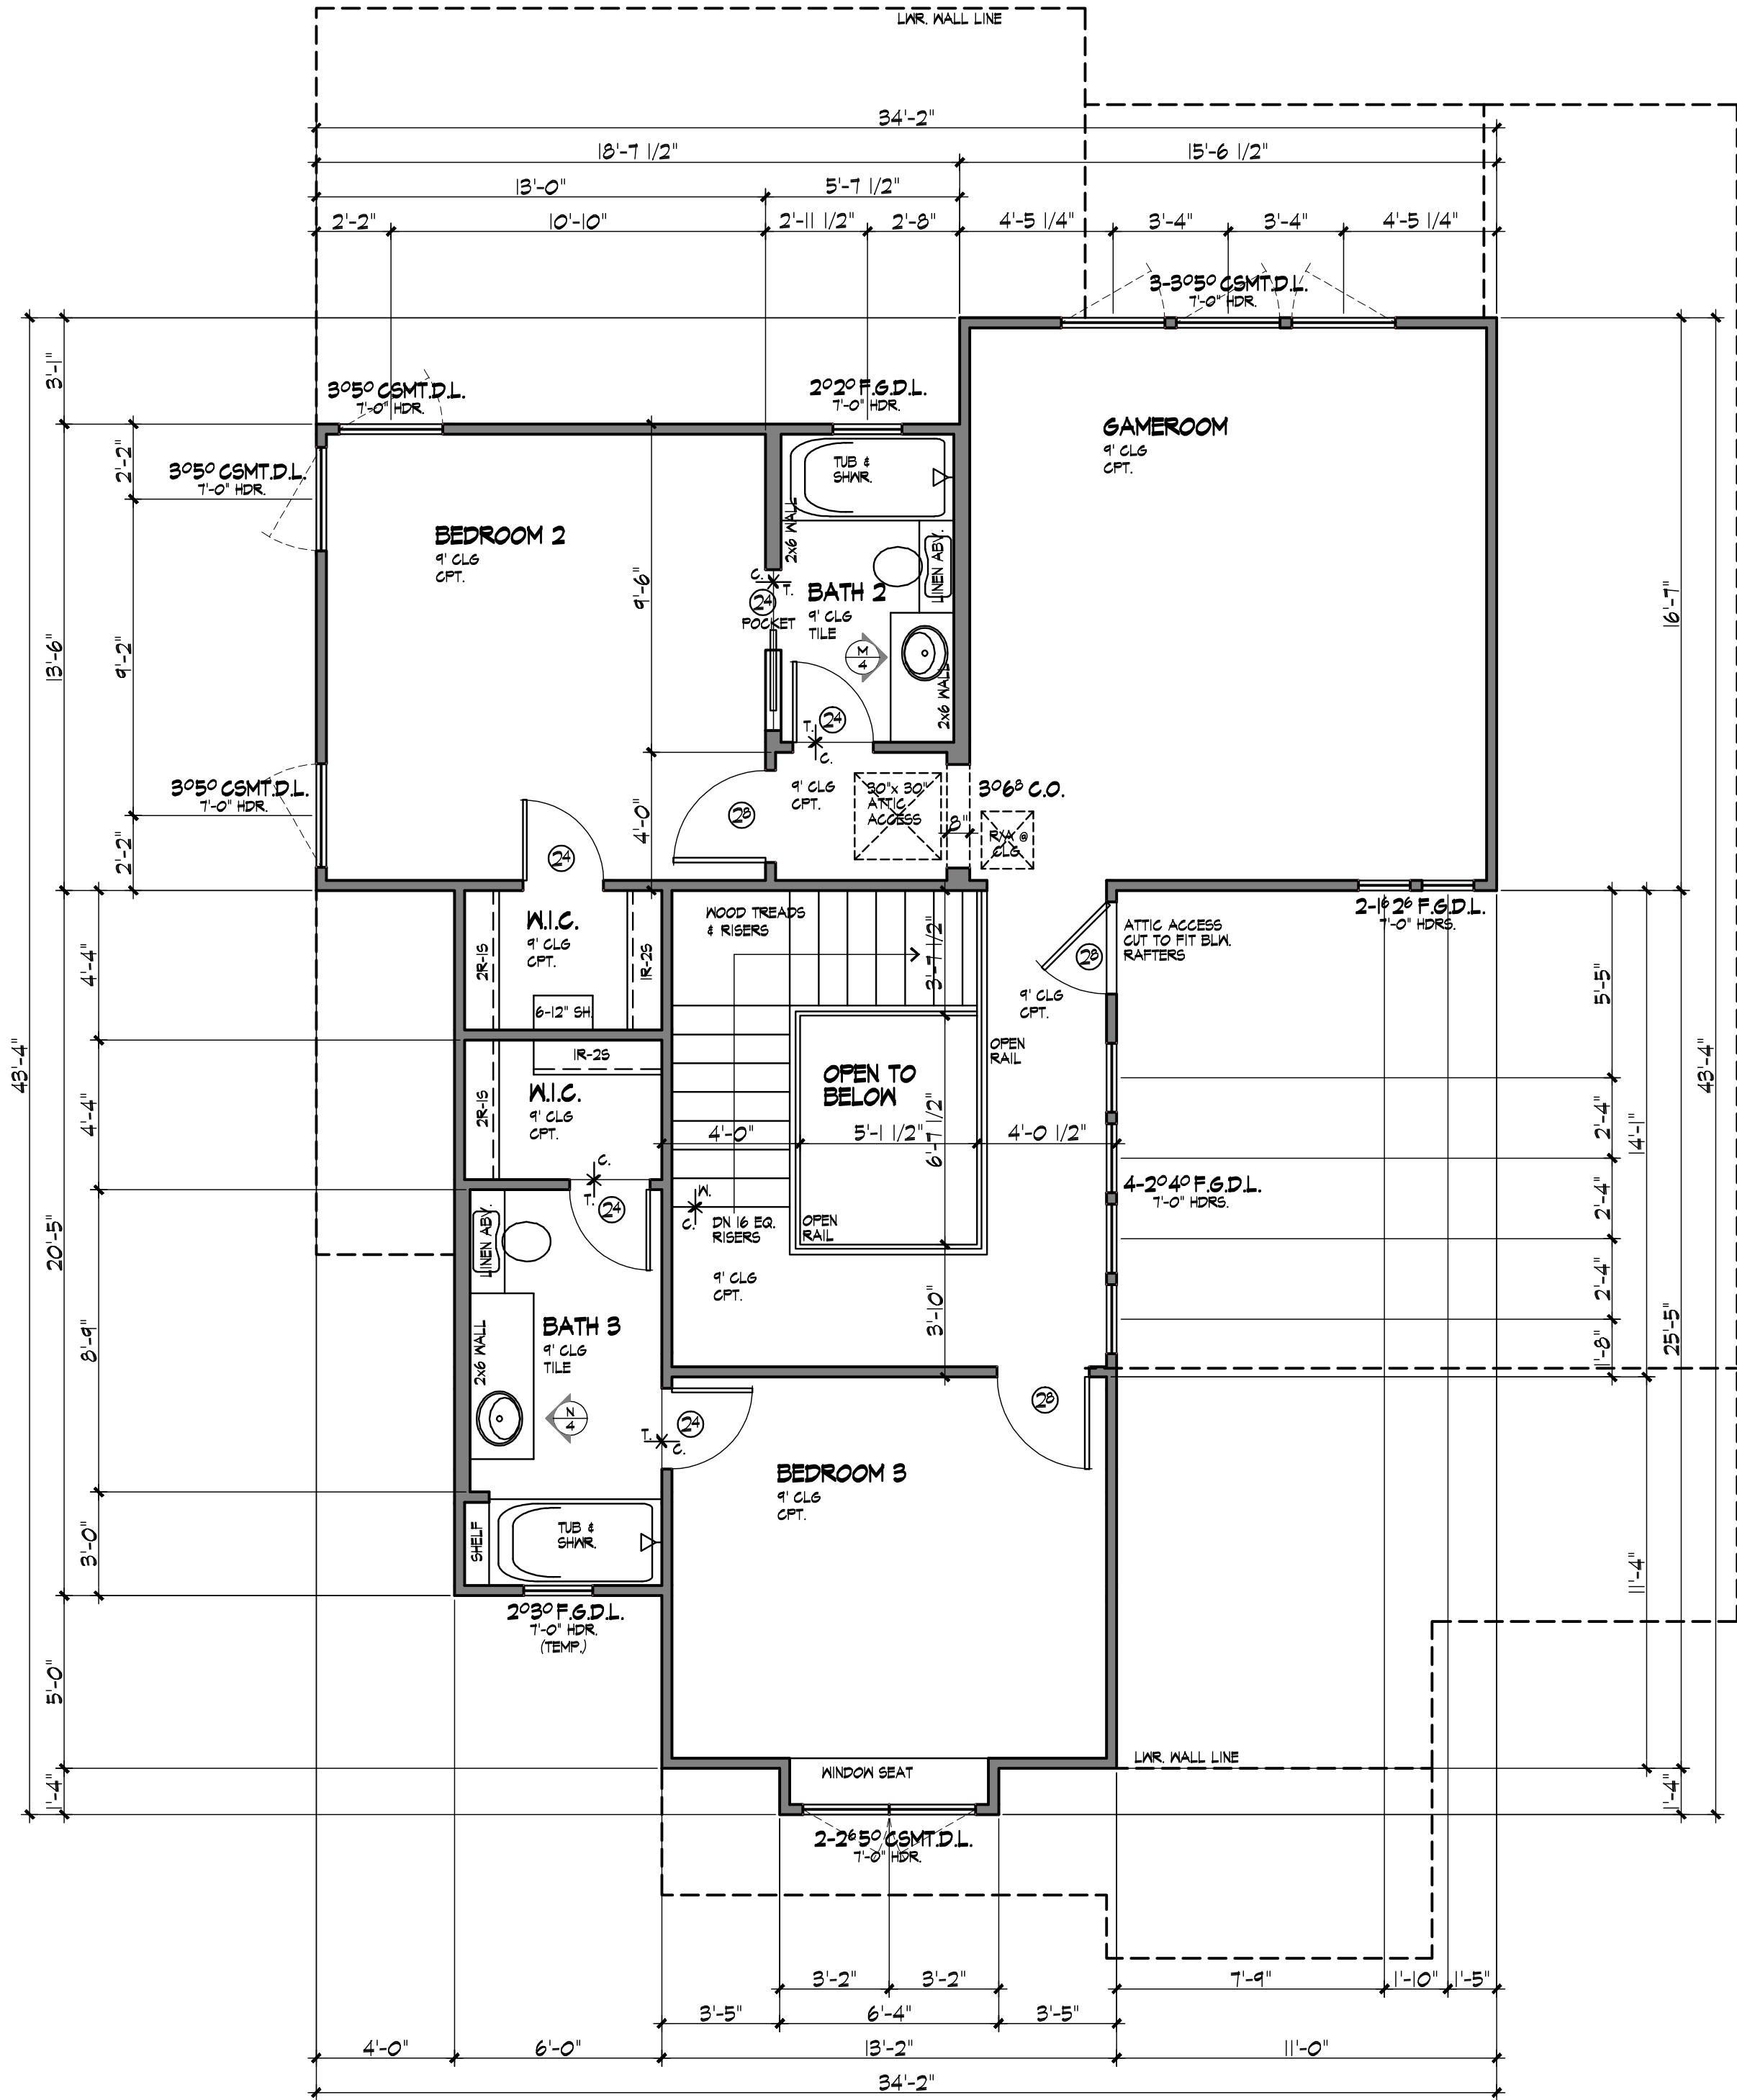 LWR. WALL LINE
34'-2"
18'-7 1/2" 15'-6 1/2"
13'-0" 5'-7 1/2"
2'-2" 10'-10" 2'-11 1/2" 2'-8" 4'-5 1/4" 3'-4" 3'-4" 4'-5 1/4"
3-3050 CSMT.D.L.
7'-0" HDR.
3'-1"
3050 CSMT.D.L.
7'-0" HDR.
2020 F.G.D.L.
7'-0" HDR.
GAMEROOM
9' CLG
CPT.
2'-2"
3050 CSMT.D.L.
7'-0" HDR.
TUB &
SHWR.
2x6 WALL
BEDROOM 2
9' CLG
CPT.
LINEN ABV.
9'-6"
C.
T.
24
POCKET
BATH 2
9' CLG
TILE
M
4
2x6 WALL
16'-7"
13'-6"
9'-2"
24
T.
C.
3050 CSMT.D.L.
7'-0" HDR.
9' CLG
CPT.
30"x 30"
ATTIC
ACCESS
3068 C.O.
8"
R/A @
CLG
28
4'-0"
2'-2"
24
2-1626 F.G.D.L.
7'-0" HDRS.
W.I.C.
9' CLG
CPT.
2R-1S
1R-2S
6-12" SH.
WOOD TREADS
& RISERS
3'-7 1/2"
ATTIC ACCESS
CUT TO FIT BLW.
RAFTERS
28
9' CLG
CPT.
4'-4"
5'-5"
43'-4"
43'-4"
1R-2S
OPEN
RAIL
OPEN TO
BELOW
W.I.C.
9' CLG
CPT.
2R-1S
4'-4"
4'-0" 5'-1 1/2" 4'-0 1/2"
6'-7 1/2"
2'-4"
14'-1"
C.
T.
24
W.
C.
DN 16 EQ.
RISERS
OPEN
RAIL
4-2040 F.G.D.L.
7'-0" HDRS.
2'-4"
20'-5"
LINEN ABV.
9' CLG
CPT.
2'-4"
3'-10"
8'-9"
BATH 3
9' CLG
TILE
2x6 WALL
1'-8"
25'-5"
28
N
4
24
T.
C.
BEDROOM 3
9' CLG
CPT.
3'-0"
SHELF
TUB &
SHWR.
11'-4"
2030 F.G.D.L.
7'-0" HDR.
(TEMP.)
5'-0"
LWR. WALL LINE
WINDOW SEAT
1'-4"
1'-4"
2-2650 CSMT.D.L.
7'-0" HDR.
3'-2" 3'-2" 7'-9" 1'-10" 1'-5"
3'-5" 6'-4" 3'-5"
4'-0" 6'-0" 13'-2" 11'-0"
34'-2"